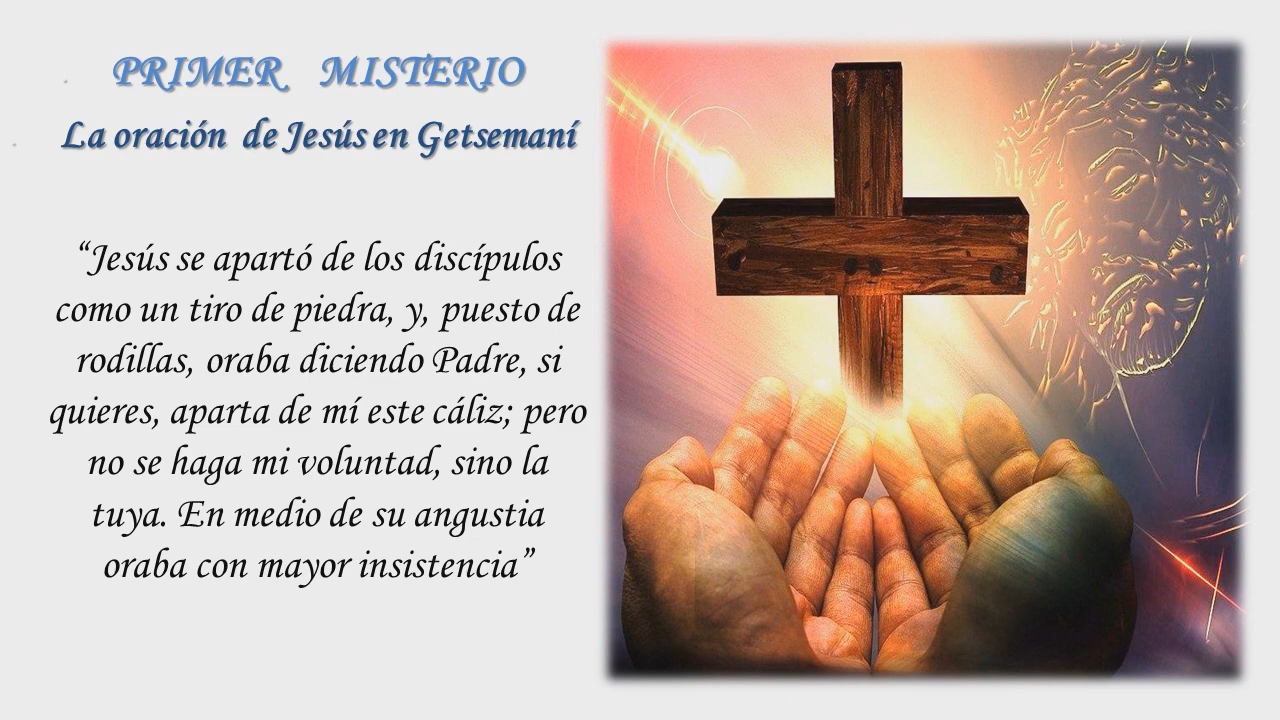 PRIMER MISTERIO
La oración de Jesús en Getsemaní
“Jesús se apartó de los discípulos
como un tiro de piedra, y, puesto de
rodillas, oraba diciendo Padre, si
quieres, aparta de mí este cáliz; pero
no se haga mi voluntad, sino la
tuya. En medio de su angustia
oraba con mayor insistencia”